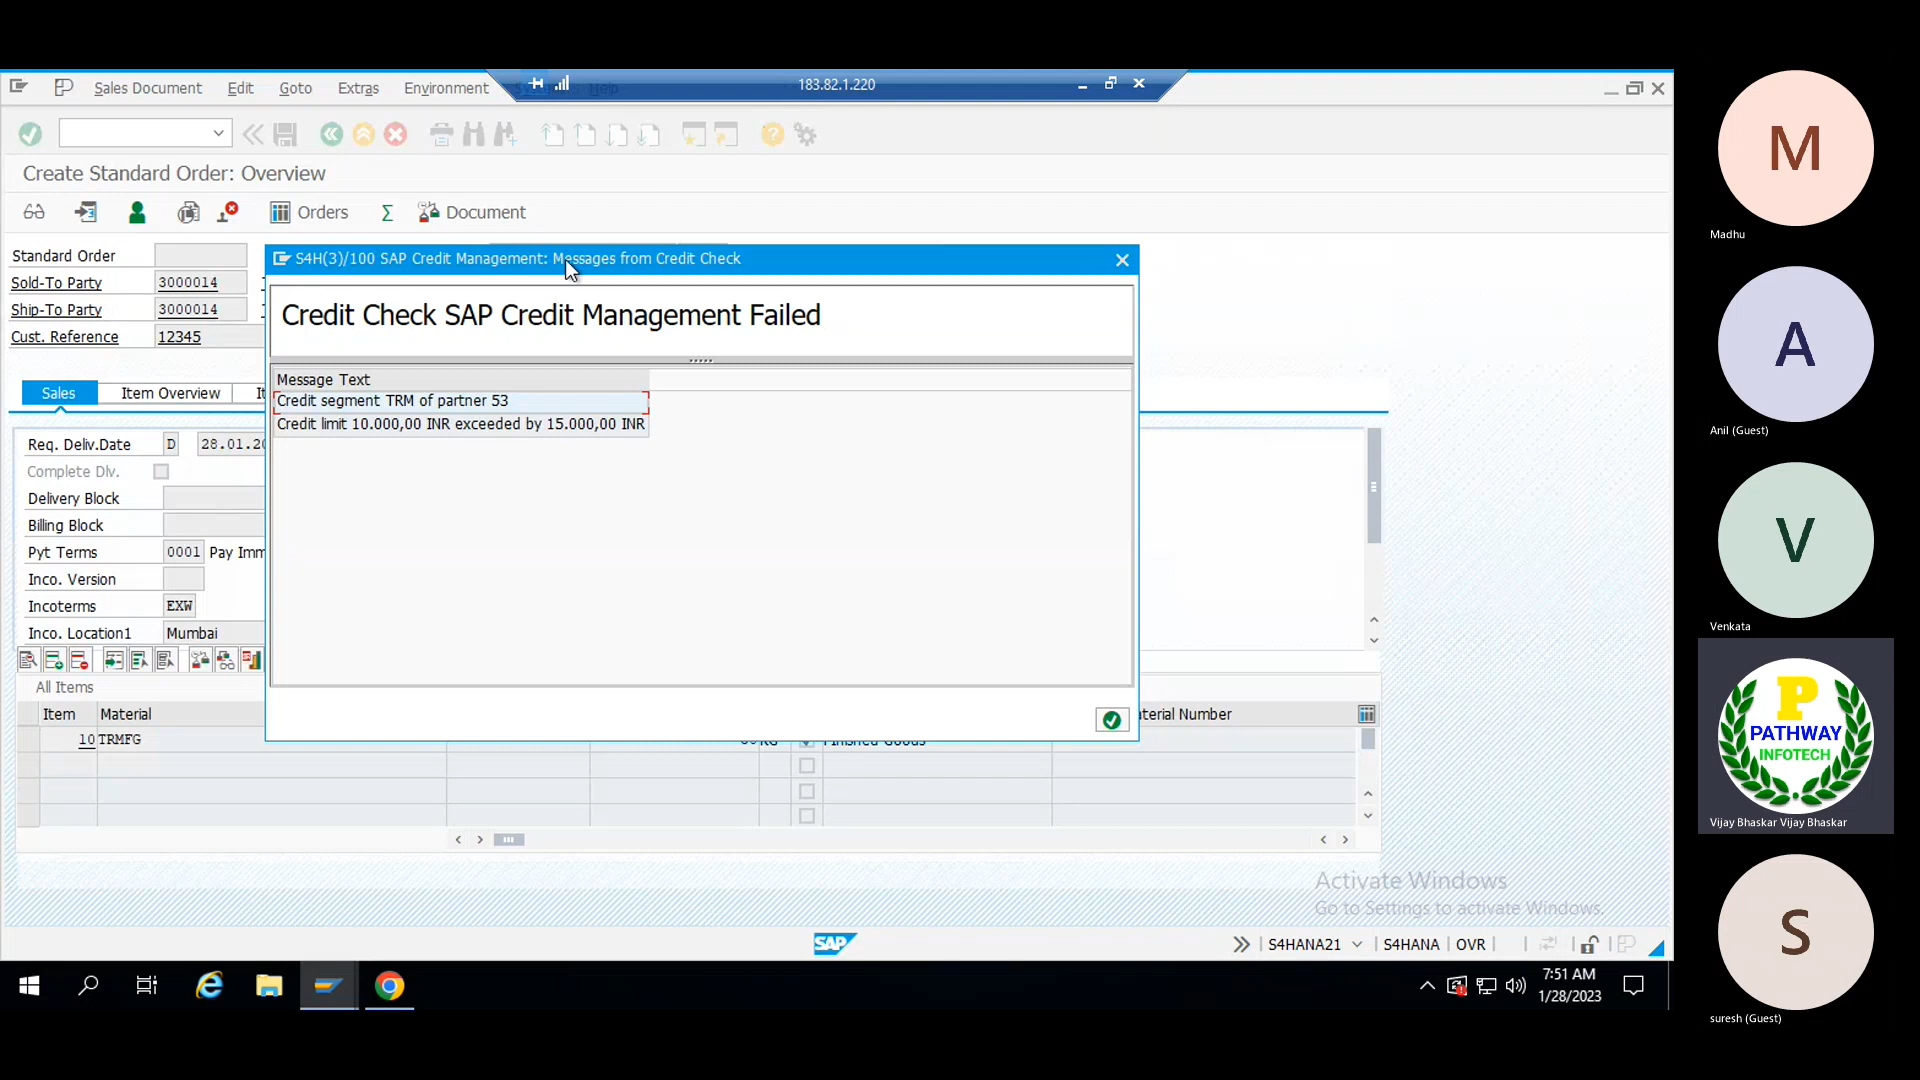 183.82.1.220
Sales Document Edit Goto Extras Environment
Create Standard Order: Overview
Orders Σ Document
Standard Order
Sold-To Party 3000014
Ship-To Party 3000014
Cust. Reference 12345
S4H(3)/100 SAP Credit Management: Messages from Credit Check
Credit Check SAP Credit Management Failed
Message Text
Credit segment TRM of partner 53
Credit limit 10.000,00 INR exceeded by 15.000,00 INR
Sales Item Overview
Req. Deliv.Date D 28.01.20
Complete Dlv.
Delivery Block
Billing Block
Pyt Terms 0001 Pay Imm
Inco. Version
Incoterms EXW
Inco. Location1 Mumbai
All Items
Item Material
aterial Number
10 TRMFG
Finished Goods
Activate Windows
Go to Settings to activate Windows.
SAP
S4HANA21 S4HANA OVR
7:51 AM
1/28/2023
M
Madhu
A
Anil (Guest)
V
Venkata
P
PATHWAY
INFOTECH
Vijay Bhaskar Vijay Bhaskar
S
suresh (Guest)